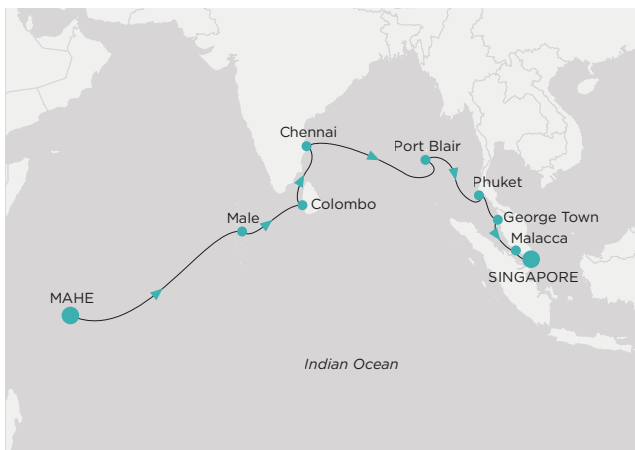 Chennai
Port Blair
Phuket
Colombo
Male
George Town
Malacca
SINGAPORE
MAHE
Indian Ocean